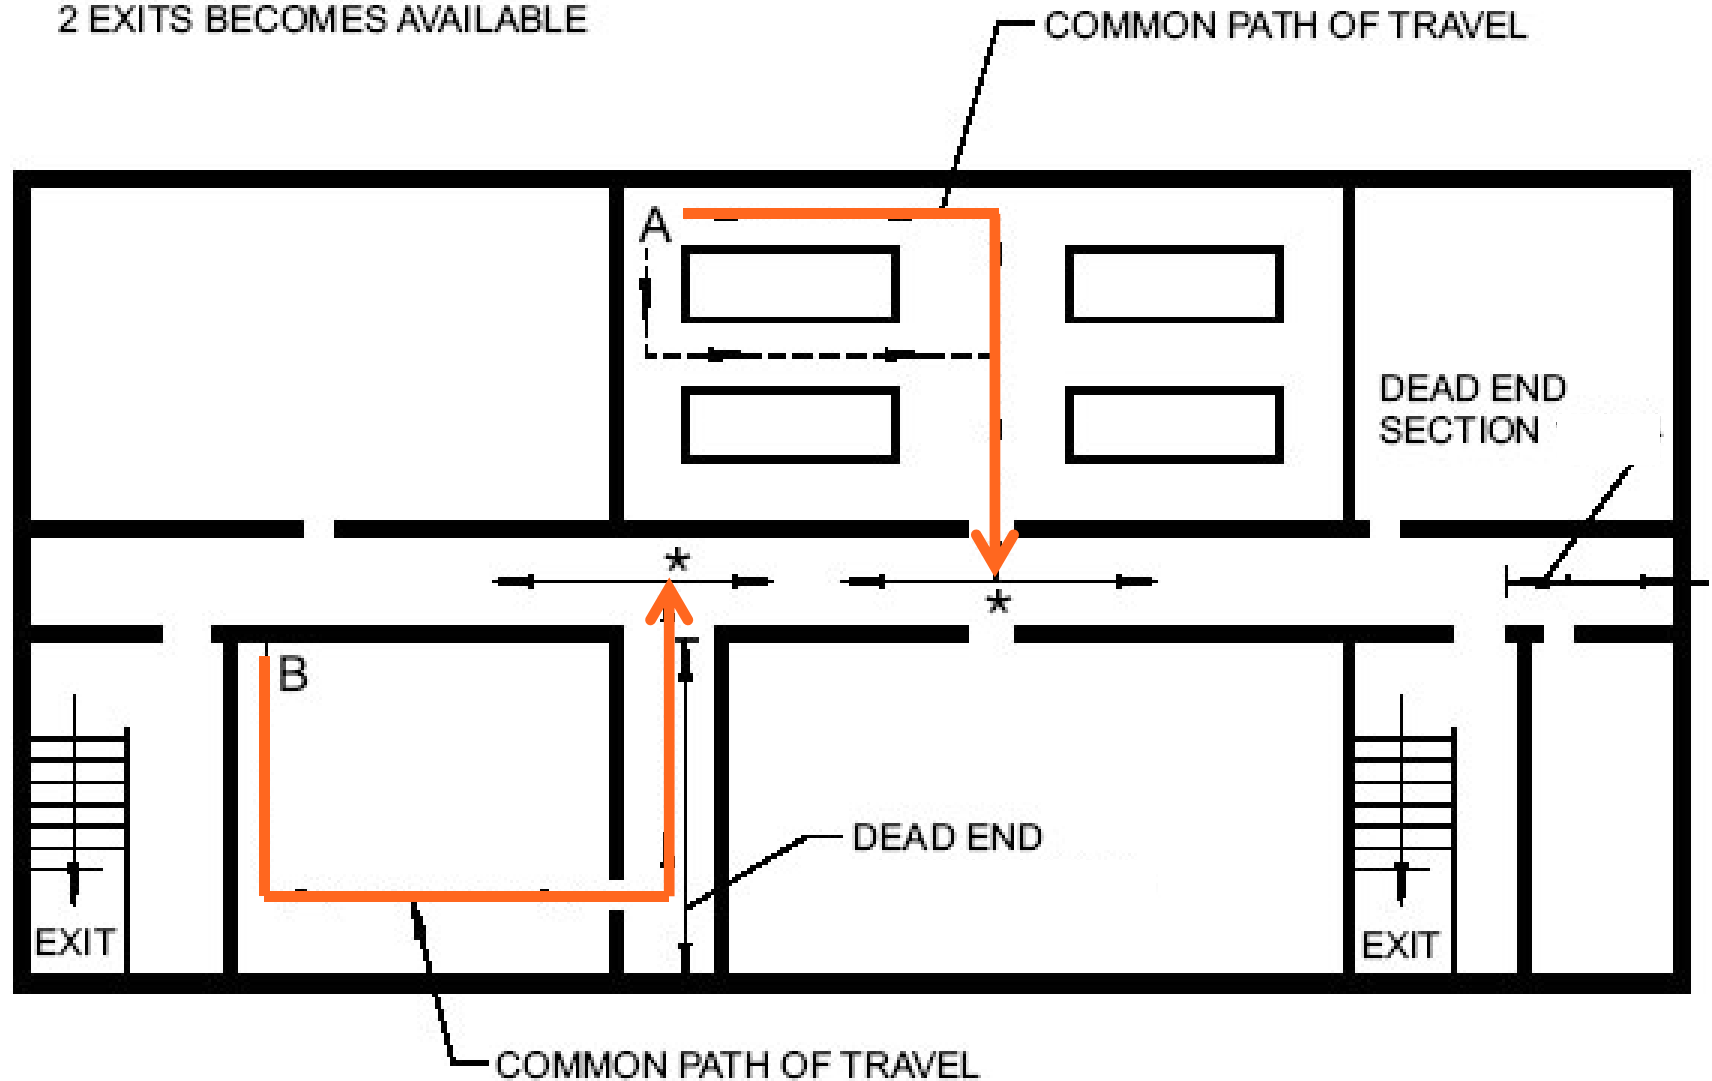 2 EXITS BECOMES AVAILABLE
COMMON PATH OF TRAVEL
A
DEAD END
SECTION
*
*
B
DEAD END
EXIT
EXIT
COMMON PATH OF TRAVEL